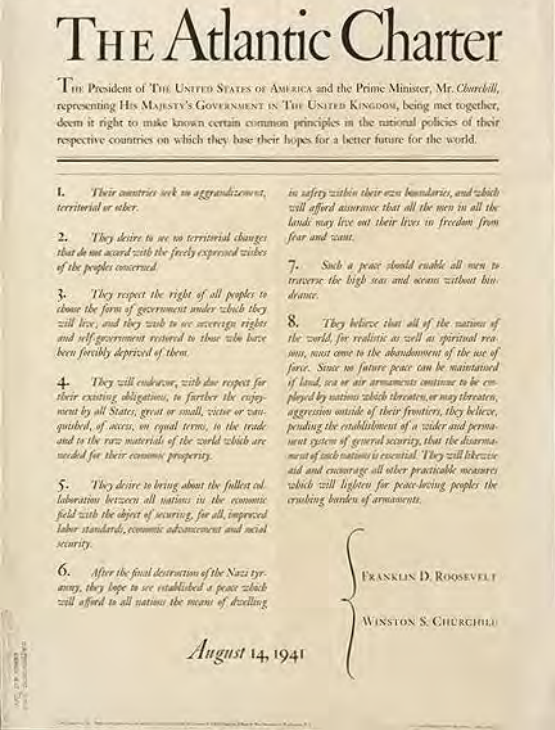 THE Atlantic Charter
THE President of THE UNITED STATES OF AMERICA and the Prime Minister, Mr. Churchill,
representing HIS MAJESTY'S GOVERNMENT IN THE UNITED KINGDOM, being met together,
deem it right to make known certain common principles in the national policies of their
respective countries on which they base their hopes for a better future for the world.
1. Their countries seek no aggrandizement,
territorial or other.
2. They desire to see no territorial changes
that do not accord with the freely expressed wishes
of the peoples concerned.
3. They respect the right of all peoples to
choose the form of government under which they
will live; and they wish to see sovereign rights
and self-government restored to those who have
been forcibly deprived of them.
4. They will endeavor, with due respect for
their existing obligations, to further the enjoy-
ment by all States, great or small, victor or van-
quished, of access, on equal terms, to the trade
and to the raw materials of the world which are
needed for their economic prosperity.
5. They desire to bring about the fullest col-
laboration between all nations in the economic
field with the object of securing, for all, improved
labor standards, economic advancement and social
security.
6. After the final destruction of the Nazi tyr-
anny, they hope to see established a peace which
will afford to all nations the means of dwelling
in safety within their own boundaries, and which
will afford assurance that all the men in all the
lands may live out their lives in freedom from
fear and want.
7. Such a peace should enable all men to
traverse the high seas and oceans without hin-
drance.
8. They believe that all of the nations of
the world, for realistic as well as spiritual rea-
sons, must come to the abandonment of the use of
force. Since no future peace can be maintained
if land, sea or air armaments continue to be em-
ployed by nations which threaten, or may threaten,
aggression outside of their frontiers, they believe,
pending the establishment of a wider and perma-
nent system of general security, that the disarma-
ment of such nations is essential. They will likewise
aid and encourage all other practicable measures
which will lighten for peace-loving peoples the
crushing burden of armaments.
FRANKLIN D. ROOSEVELT
WINSTON S. CHURCHILL
August 14, 1941